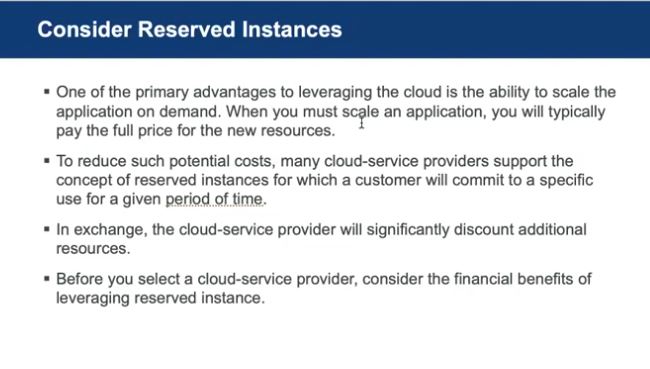 Consider Reserved Instances
▪ One of the primary advantages to leveraging the cloud is the ability to scale the
application on demand. When you must scale an application, you will typically
pay the full price for the new resources.
▪ To reduce such potential costs, many cloud-service providers support the
concept of reserved instances for which a customer will commit to a specific
use for a given period of time.
▪ In exchange, the cloud-service provider will significantly discount additional
resources.
▪ Before you select a cloud-service provider, consider the financial benefits of
leveraging reserved instance.